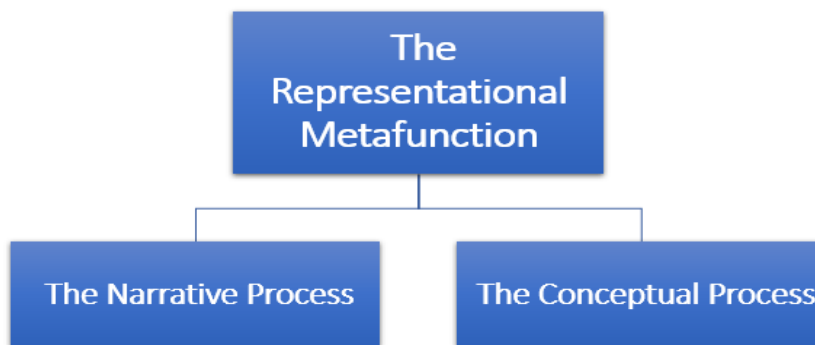 The
Representational
Metafunction
The Narrative Process
The Conceptual Process